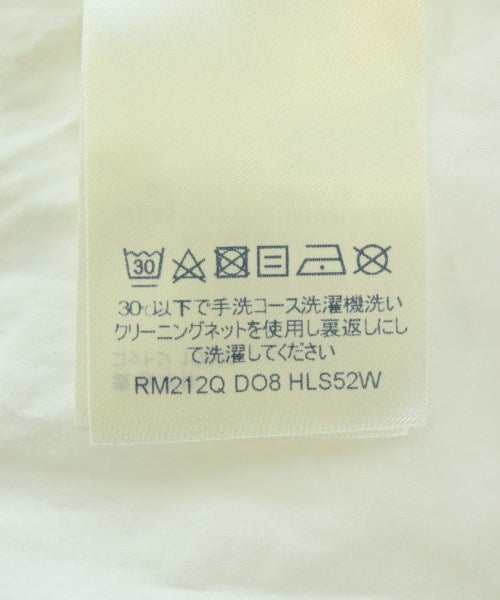 30
30℃以下で手洗コース洗濯機洗い
クリーニングネットを使用し裏返しにし
て洗濯してください
RM212Q DO8 HLS52W